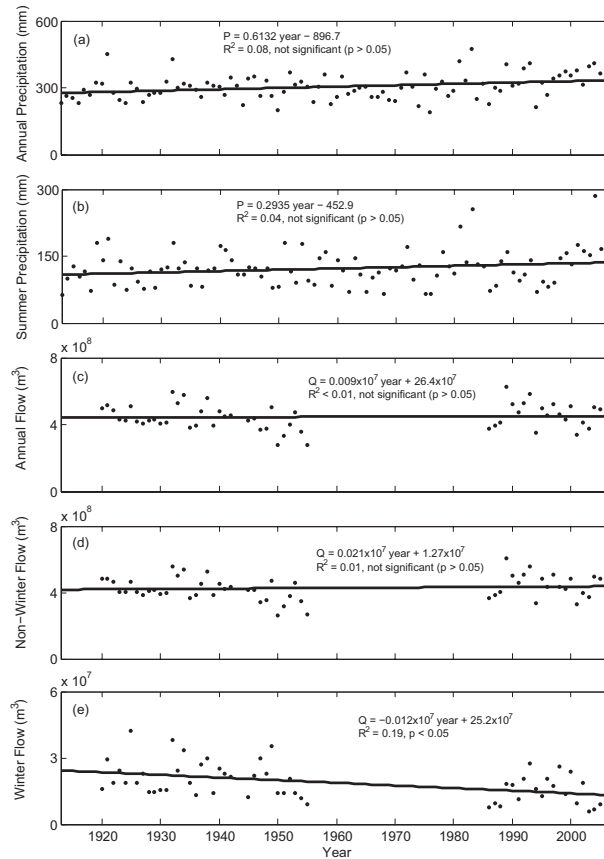 600
(a)
P = 0.6132 year − 896.7
R² = 0.08, not significant (p > 0.05)
300
0
Annual Precipitation (mm)
300
(b)
P = 0.2935 year − 452.9
R² = 0.04, not significant (p > 0.05)
150
0
Summer Precipitation (mm)
x 10⁸
8
(c)
Q = 0.009x10⁷ year + 26.4x10⁷
R² < 0.01, not significant (p > 0.05)
4
0
Annual Flow (m³)
x 10⁸
8
(d)
Q = 0.021x10⁷ year + 1.27x10⁷
R² = 0.01, not significant (p > 0.05)
4
0
Non−Winter Flow (m³)
x 10⁷
6
(e)
Q = −0.012x10⁷ year + 25.2x10⁷
R² = 0.19, p < 0.05
3
0
Winter Flow (m³)
1920 1930 1940 1950 1960 1970 1980 1990 2000
Year